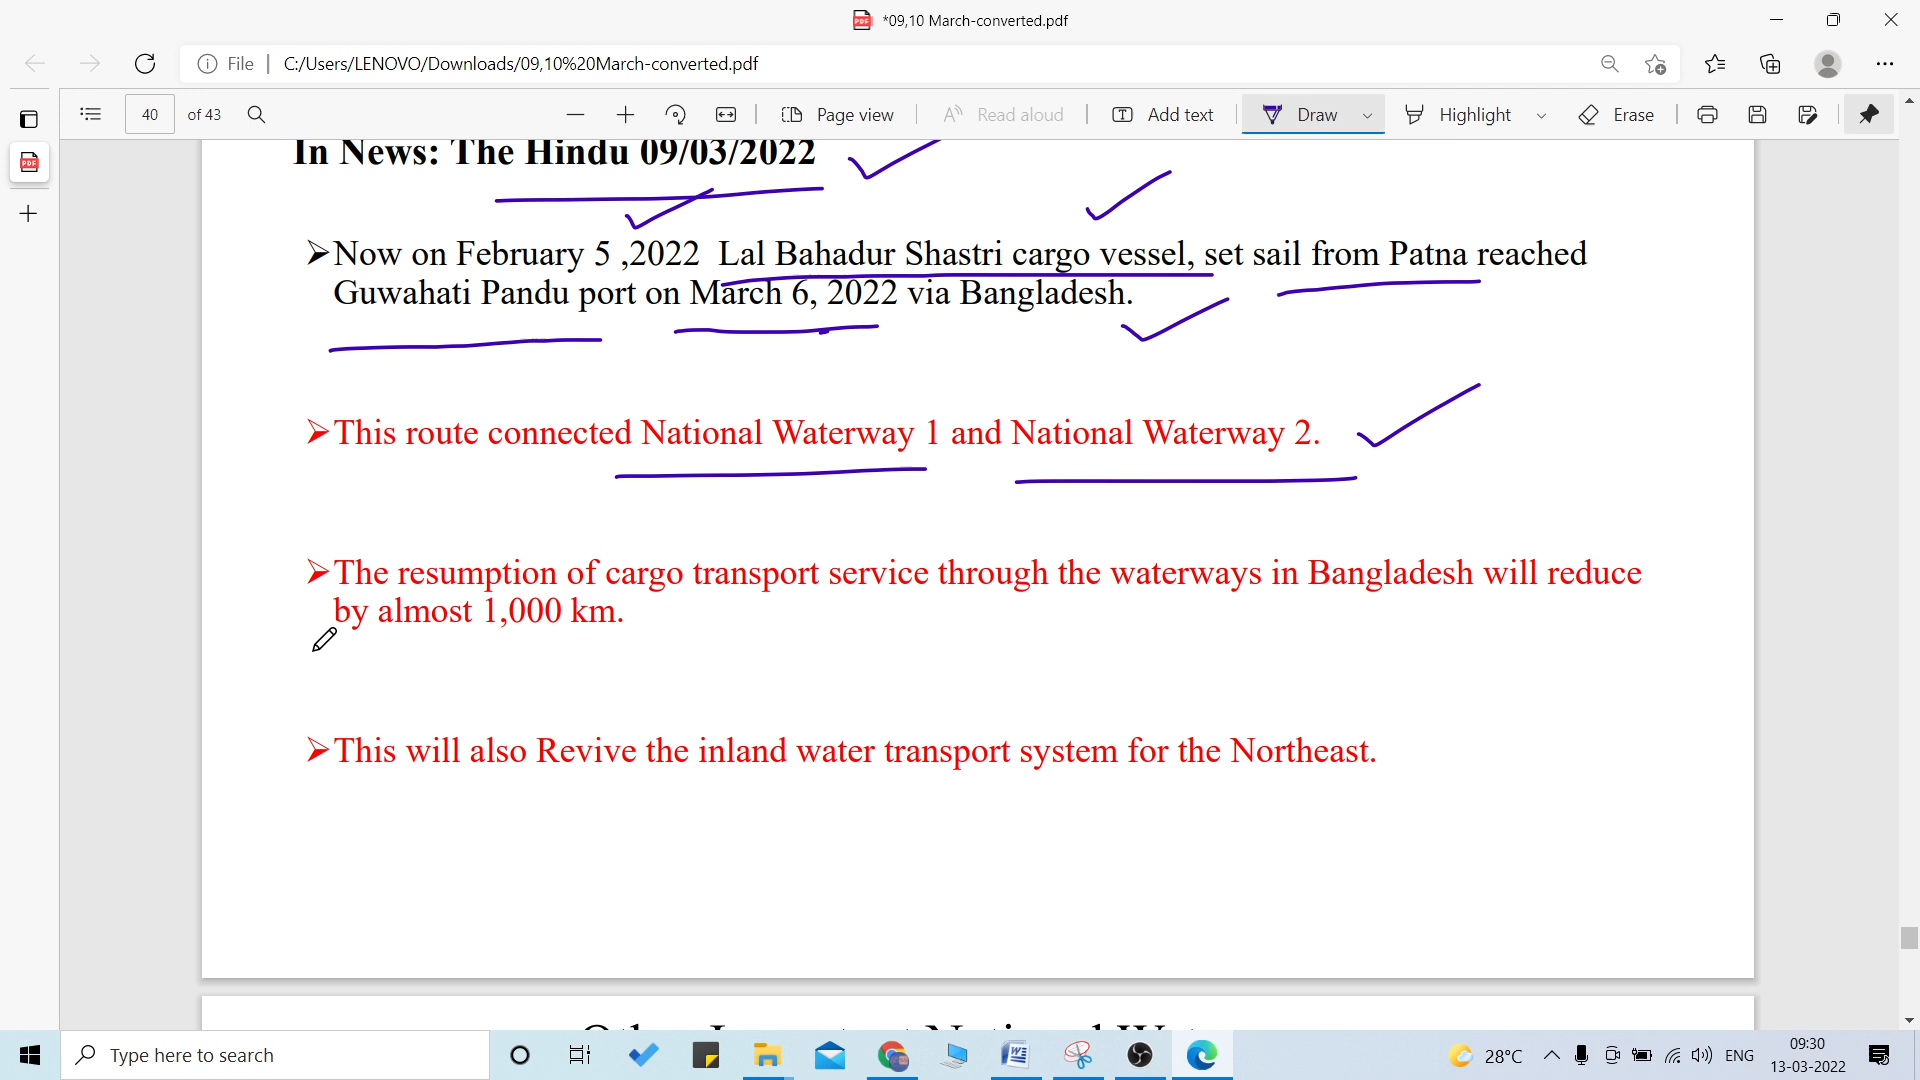 *09,10 March-converted.pdf
File
C:/Users/LENOVO/Downloads/09,10%20March-converted.pdf
40 of 43
Page view
Read aloud
Add text
Draw
Highlight
Erase
In News: The Hindu 09/03/2022
➢Now on February 5 ,2022 Lal Bahadur Shastri cargo vessel, set sail from Patna reached
Guwahati Pandu port on March 6, 2022 via Bangladesh.
➢This route connected National Waterway 1 and National Waterway 2.
➢The resumption of cargo transport service through the waterways in Bangladesh will reduce
by almost 1,000 km.
➢This will also Revive the inland water transport system for the Northeast.
Type here to search
28°C
ENG
09:30
13-03-2022